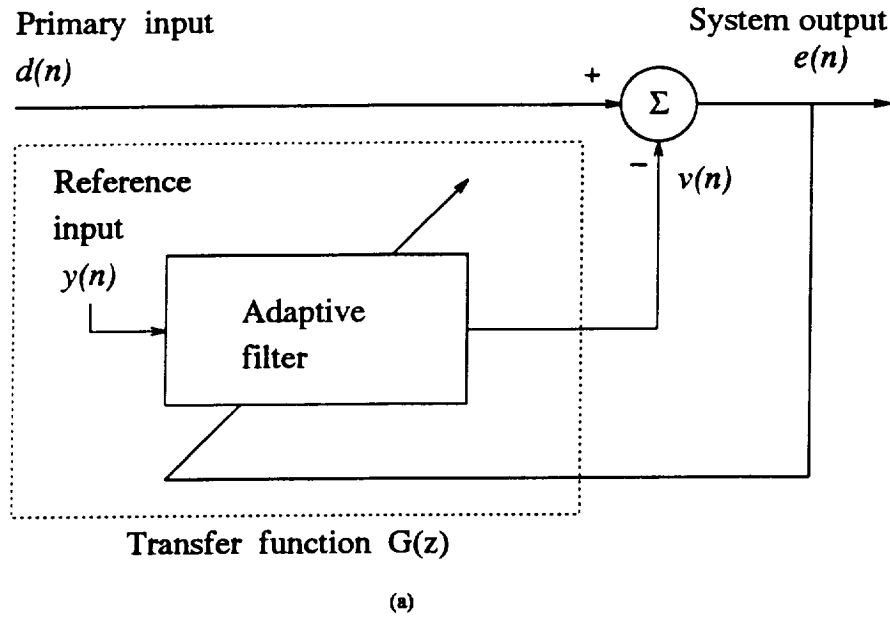 Primary input
d(n)
System output
e(n)
+
Σ
−
v(n)
Reference
input
y(n)
Adaptive
filter
Transfer function G(z)
(a)